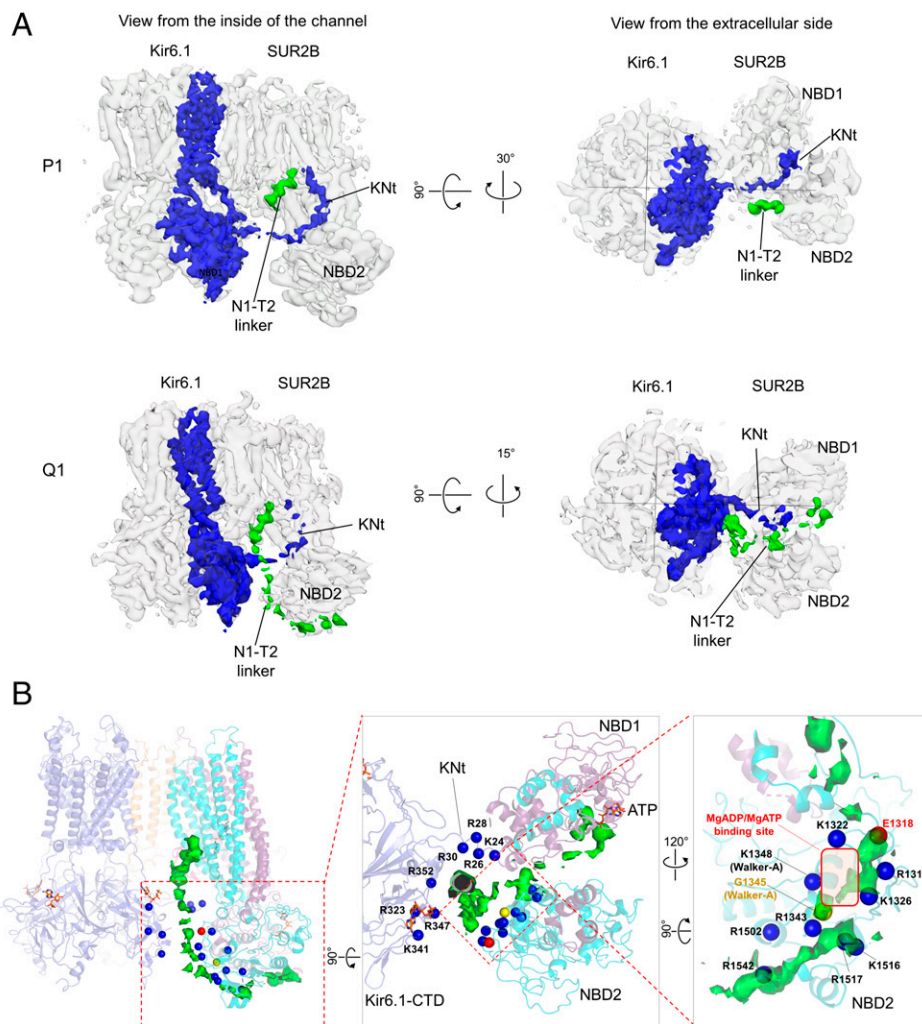 A
View from the inside of the channel
View from the extracellular side
Kir6.1
SUR2B
Kir6.1
SUR2B
NBD1
KNt
P1
90°
30°
KNt
NBD1
NBD2
N1-T2
linker
N1-T2
linker
NBD2
Kir6.1
SUR2B
Kir6.1
SUR2B
KNt
NBD1
Q1
90°
15°
KNt
NBD2
N1-T2
linker
N1-T2
linker
NBD2
B
NBD1
KNt
ATP
R28
K24
R30
R26
R352
R323
R347
K341
90°
Kir6.1-CTD
NBD2
120°
90°
MgADP/MgATP
binding site
K1322
E1318
K1348
(Walker-A)
R131
G1345
(Walker-A)
K1326
R1343
R1502
R1542
K1516
R1517
NBD2